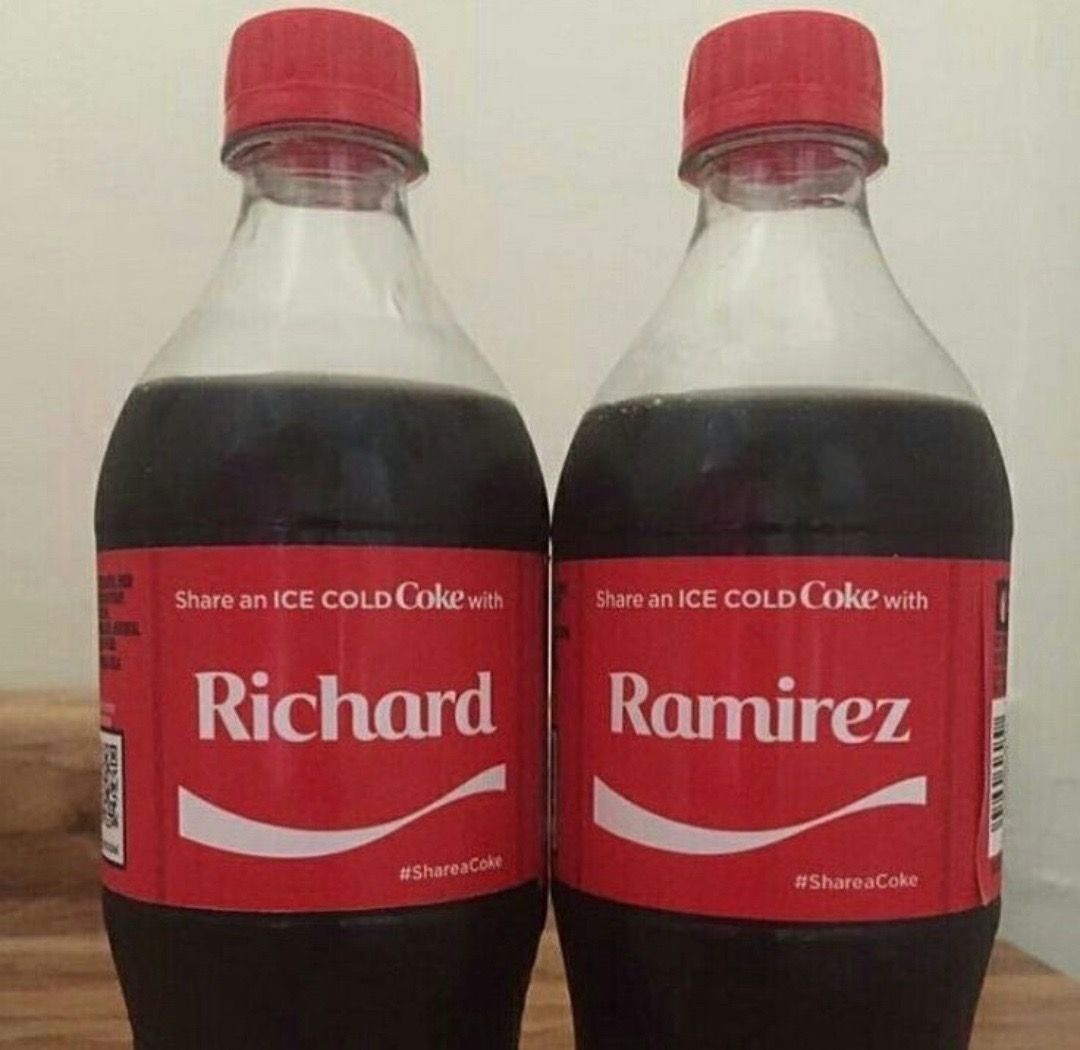 Share an ICE COLD Coke with
Richard
#ShareaCoke
Share an ICE COLD Coke with
Ramirez
#ShareaCoke